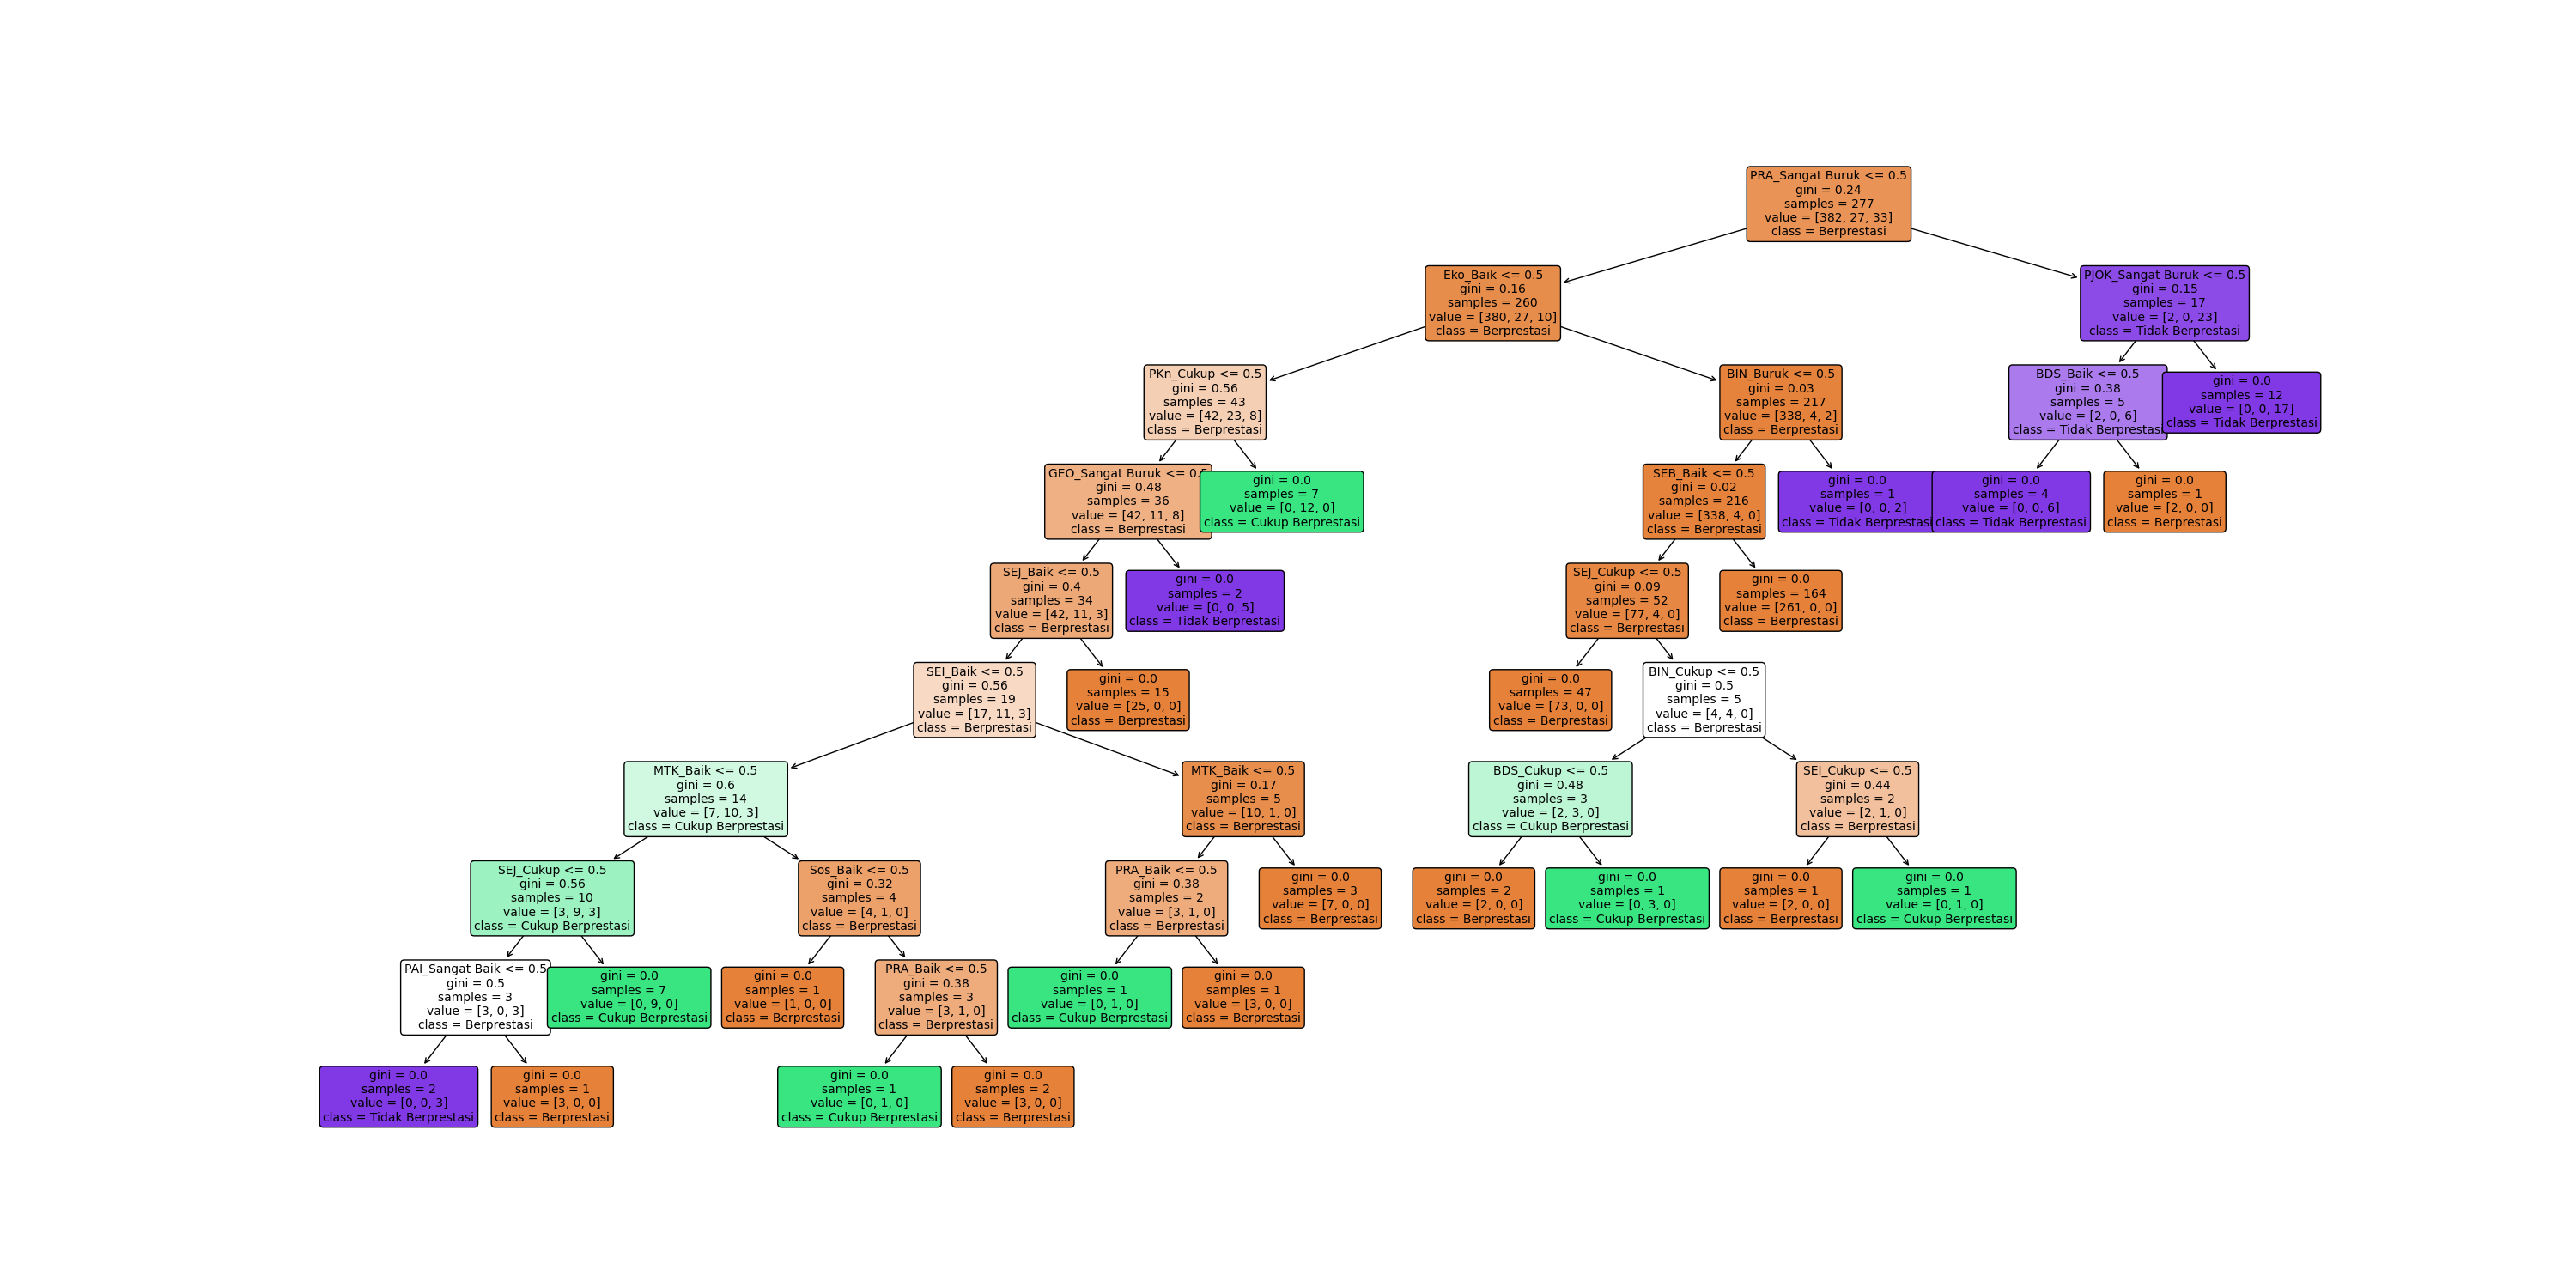 PRA_Sangat Buruk <= 0.5
gini = 0.24
samples = 277
value = [382, 27, 33]
class = Berprestasi
Eko_Baik <= 0.5
gini = 0.16
samples = 260
value = [380, 27, 10]
class = Berprestasi
PJOK_Sangat Buruk <= 0.5
gini = 0.15
samples = 17
value = [2, 0, 23]
class = Tidak Berprestasi
PKn_Cukup <= 0.5
gini = 0.56
samples = 43
value = [42, 23, 8]
class = Berprestasi
BIN_Buruk <= 0.5
gini = 0.03
samples = 217
value = [338, 4, 2]
class = Berprestasi
BDS_Baik <= 0.5
gini = 0.38
samples = 5
value = [2, 0, 6]
class = Tidak Berprestasi
gini = 0.0
samples = 12
value = [0, 0, 17]
class = Tidak Berprestasi
GEO_Sangat Buruk <= 0.5
gini = 0.48
samples = 36
value = [42, 11, 8]
class = Berprestasi
gini = 0.0
samples = 7
value = [0, 12, 0]
class = Cukup Berprestasi
SEB_Baik <= 0.5
gini = 0.02
samples = 216
value = [338, 4, 0]
class = Berprestasi
gini = 0.0
samples = 1
value = [0, 0, 2]
class = Tidak Berprestasi
gini = 0.0
samples = 4
value = [0, 0, 6]
class = Tidak Berprestasi
gini = 0.0
samples = 1
value = [2, 0, 0]
class = Berprestasi
SEJ_Baik <= 0.5
gini = 0.4
samples = 34
value = [42, 11, 3]
class = Berprestasi
gini = 0.0
samples = 2
value = [0, 0, 5]
class = Tidak Berprestasi
SEJ_Cukup <= 0.5
gini = 0.09
samples = 52
value = [77, 4, 0]
class = Berprestasi
gini = 0.0
samples = 164
value = [261, 0, 0]
class = Berprestasi
SEI_Baik <= 0.5
gini = 0.56
samples = 19
value = [17, 11, 3]
class = Berprestasi
gini = 0.0
samples = 15
value = [25, 0, 0]
class = Berprestasi
gini = 0.0
samples = 47
value = [73, 0, 0]
class = Berprestasi
BIN_Cukup <= 0.5
gini = 0.5
samples = 5
value = [4, 4, 0]
class = Berprestasi
MTK_Baik <= 0.5
gini = 0.6
samples = 14
value = [7, 10, 3]
class = Cukup Berprestasi
MTK_Baik <= 0.5
gini = 0.17
samples = 5
value = [10, 1, 0]
class = Berprestasi
BDS_Cukup <= 0.5
gini = 0.48
samples = 3
value = [2, 3, 0]
class = Cukup Berprestasi
SEI_Cukup <= 0.5
gini = 0.44
samples = 2
value = [2, 1, 0]
class = Berprestasi
SEJ_Cukup <= 0.5
gini = 0.56
samples = 10
value = [3, 9, 3]
class = Cukup Berprestasi
Sos_Baik <= 0.5
gini = 0.32
samples = 4
value = [4, 1, 0]
class = Berprestasi
PRA_Baik <= 0.5
gini = 0.38
samples = 2
value = [3, 1, 0]
class = Berprestasi
gini = 0.0
samples = 3
value = [7, 0, 0]
class = Berprestasi
gini = 0.0
samples = 2
value = [2, 0, 0]
class = Berprestasi
gini = 0.0
samples = 1
value = [0, 3, 0]
class = Cukup Berprestasi
gini = 0.0
samples = 1
value = [2, 0, 0]
class = Berprestasi
gini = 0.0
samples = 1
value = [0, 1, 0]
class = Cukup Berprestasi
PAI_Sangat Baik <= 0.5
gini = 0.5
samples = 3
value = [3, 0, 3]
class = Berprestasi
gini = 0.0
samples = 7
value = [0, 9, 0]
class = Cukup Berprestasi
gini = 0.0
samples = 1
value = [1, 0, 0]
class = Berprestasi
PRA_Baik <= 0.5
gini = 0.38
samples = 3
value = [3, 1, 0]
class = Berprestasi
gini = 0.0
samples = 1
value = [0, 1, 0]
class = Cukup Berprestasi
gini = 0.0
samples = 1
value = [3, 0, 0]
class = Berprestasi
gini = 0.0
samples = 2
value = [0, 0, 3]
class = Tidak Berprestasi
gini = 0.0
samples = 1
value = [3, 0, 0]
class = Berprestasi
gini = 0.0
samples = 1
value = [0, 1, 0]
class = Cukup Berprestasi
gini = 0.0
samples = 2
value = [3, 0, 0]
class = Berprestasi